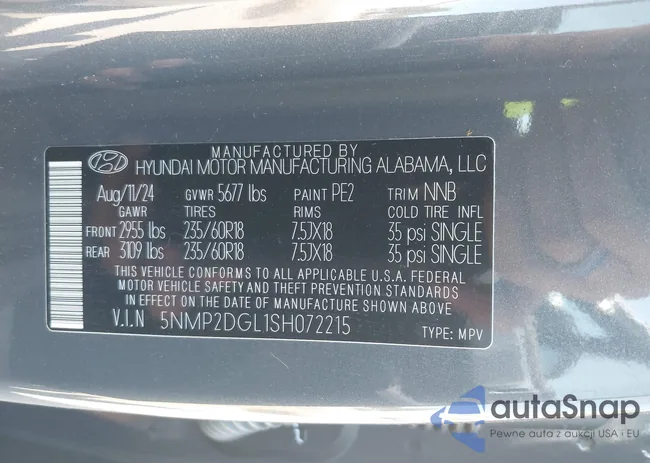 MANUFACTURED BY
HYUNDAI MOTOR MANUFACTURING ALABAMA, LLC
Aug/11/24 GVWR 5677 lbs PAINT PE2 TRIM NNB
GAWR TIRES RIMS COLD TIRE INFL
FRONT 2955 lbs 235/60R18 7.5JX18 35 psi SINGLE
REAR 3109 lbs 235/60R18 7.5JX18 35 psi SINGLE
THIS VEHICLE CONFORMS TO ALL APPLICABLE U.S.A. FEDERAL
MOTOR VEHICLE SAFETY AND THEFT PREVENTION STANDARDS
IN EFFECT ON THE DATE OF MANUFACTURE SHOWN ABOVE
V.I.N 5NMP2DGL1SH072215 TYPE: MPV
autaSnap
Pewne auta z aukcji USA i EU